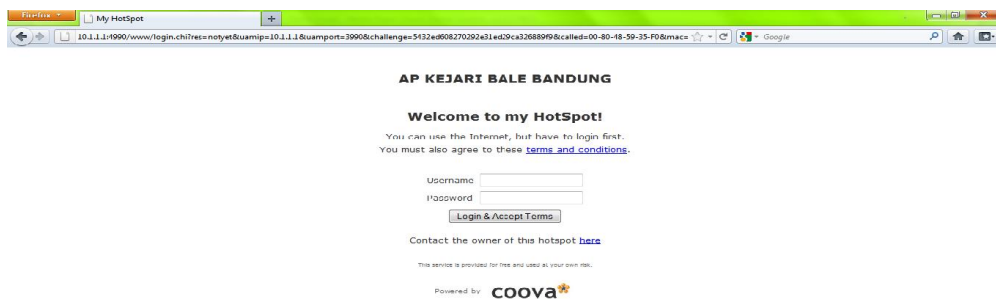 Firefox
My HotSpot
10.1.1.1:4990/www/login.chi?res=notyet&uamip=10.1.1.1&uamport=3990&challenge=5432ed608270292e31ed29ca326889f9&called=00-80-48-59-35-F0&mac=
Google
AP KEJARI BALE BANDUNG
Welcome to my HotSpot!
You can use the Internet, but have to login first.
You must also agree to these terms and conditions.
Username
Password
Login & Accept Terms
Contact the owner of this hotspot here
This service is provided for free and used at your own risk.
Powered by coova